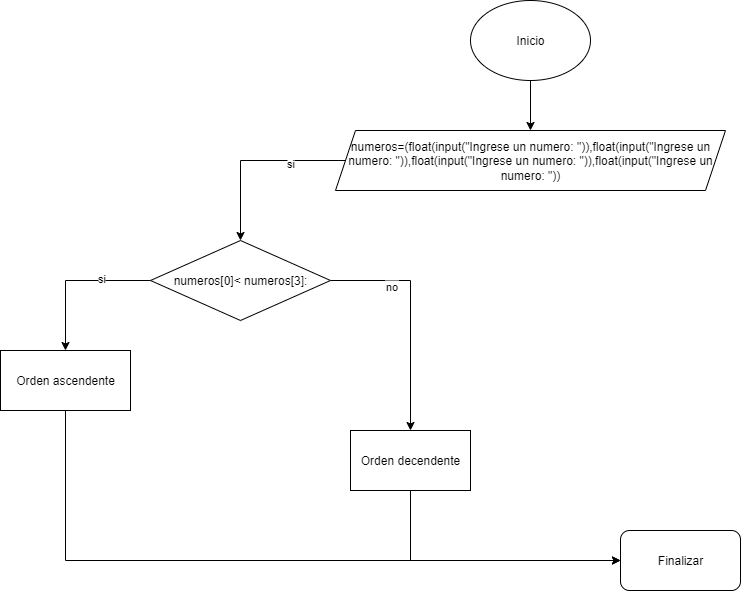 Inicio
numeros=(float(input("Ingrese un numero: ")),float(input("Ingrese un
numero: ")),float(input("Ingrese un numero: ")),float(input("Ingrese un
numero: "))
si
numeros[0]< numeros[3]:
si
no
Orden ascendente
Orden decendente
Finalizar